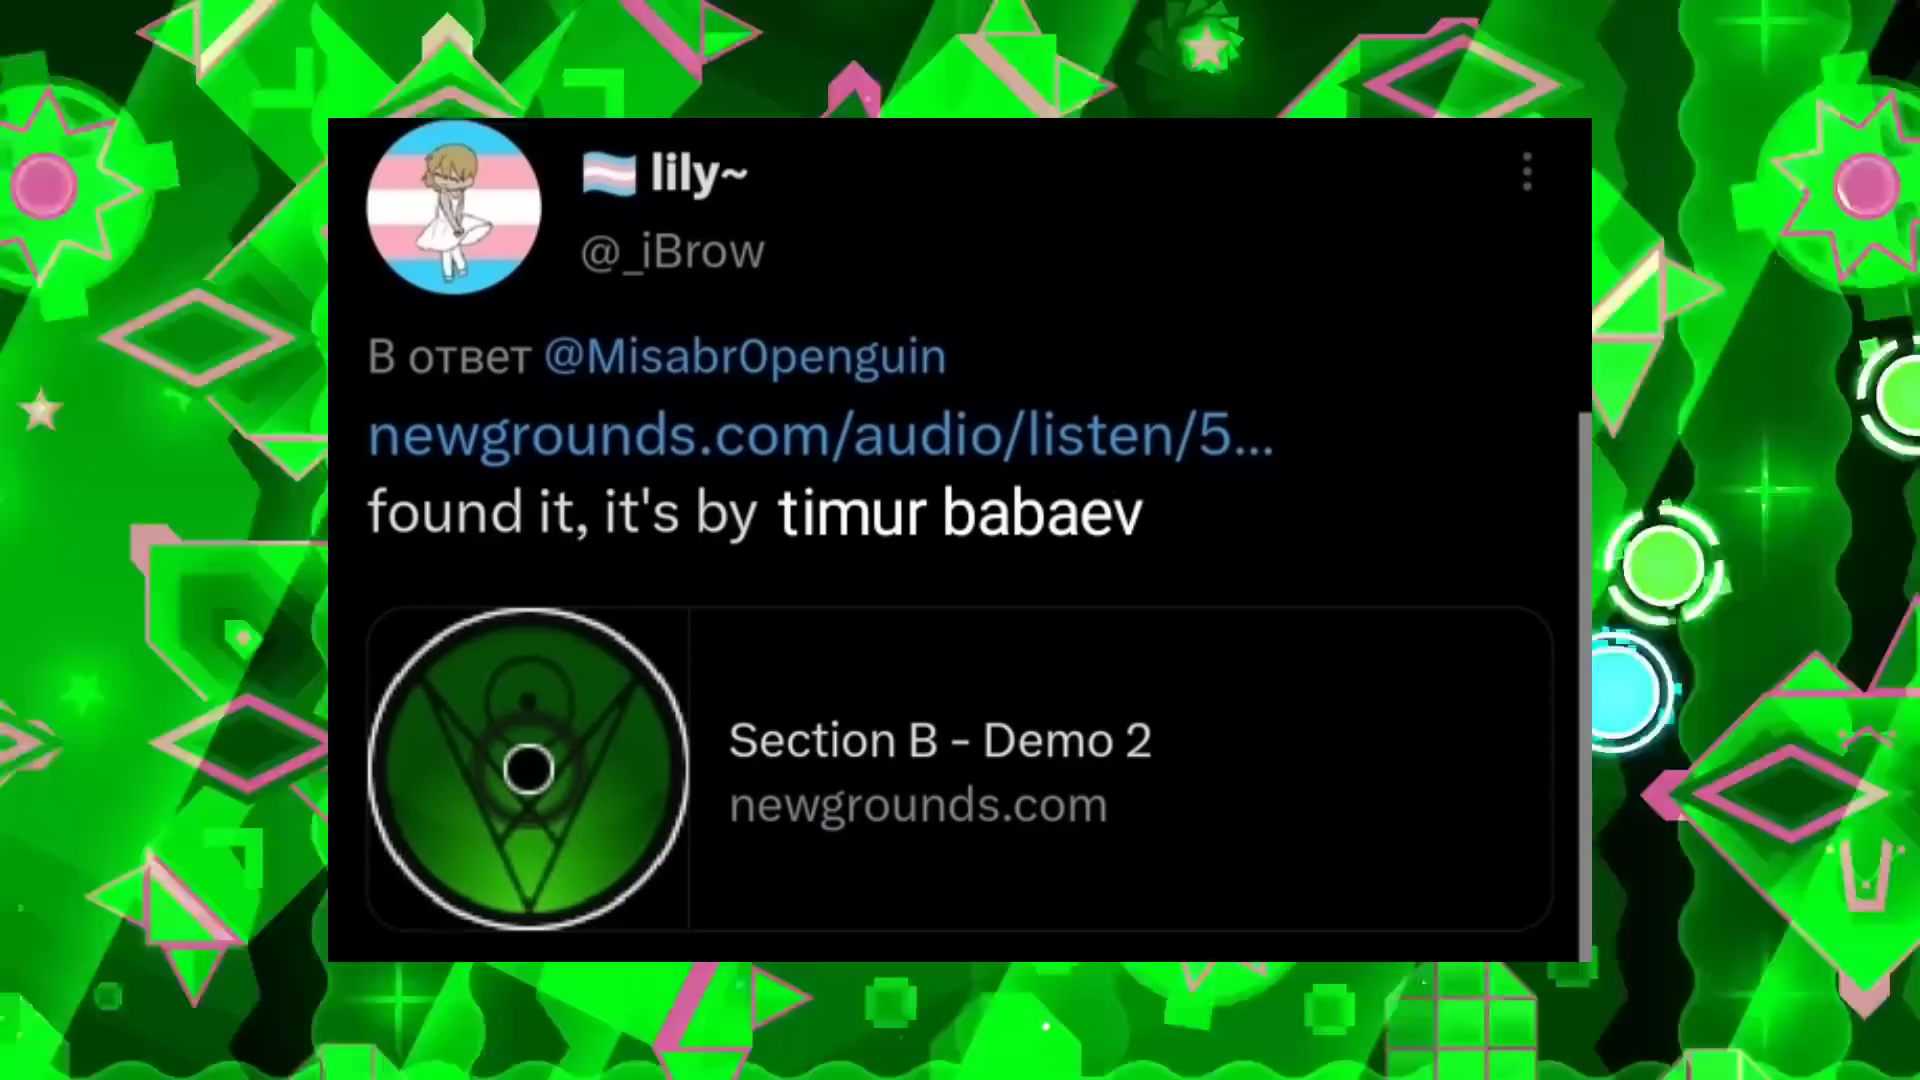 🏳️‍⚧️ lily~
@_iBrow
В ответ @Misabr0penguin
newgrounds.com/audio/listen/5...
found it, it's by timur babaev
Section B - Demo 2
newgrounds.com